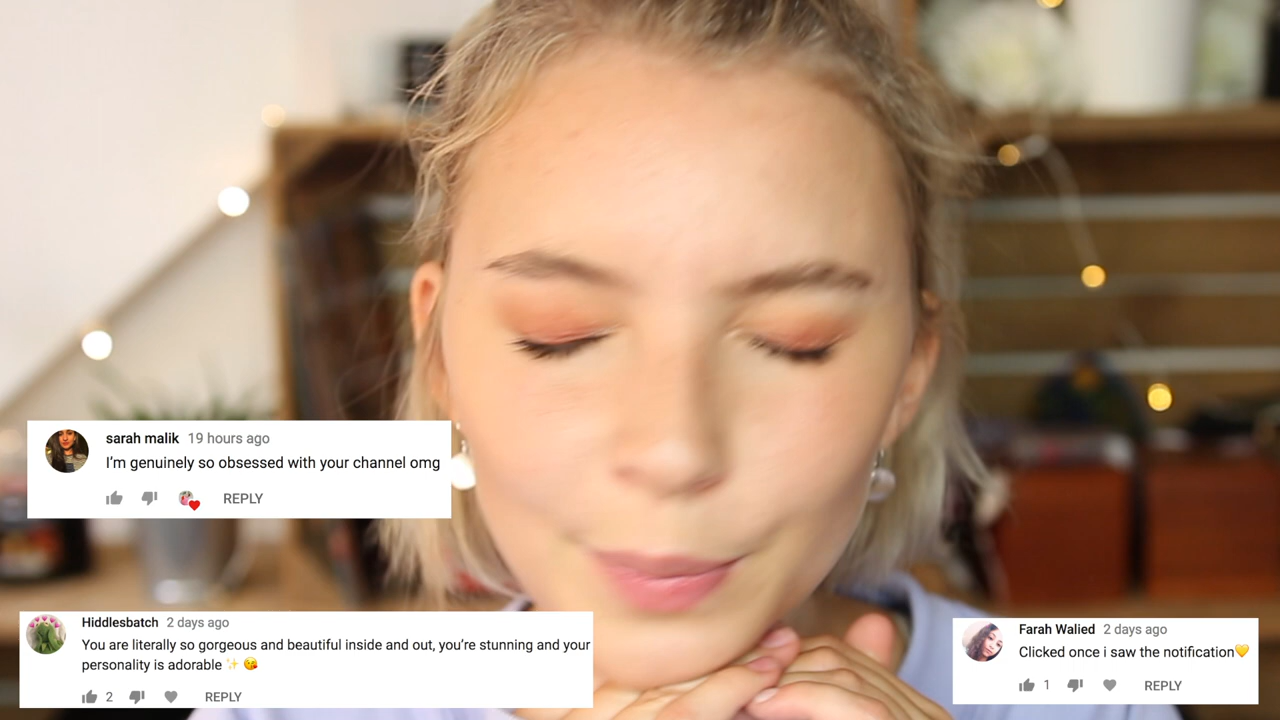 sarah malik 19 hours ago
I'm genuinely so obsessed with your channel omg
REPLY
Hiddlesbatch 2 days ago
You are literally so gorgeous and beautiful inside and out, you're stunning and your
personality is adorable ✨ 😘
2 REPLY
Farah Walied 2 days ago
Clicked once i saw the notification💛
1 REPLY